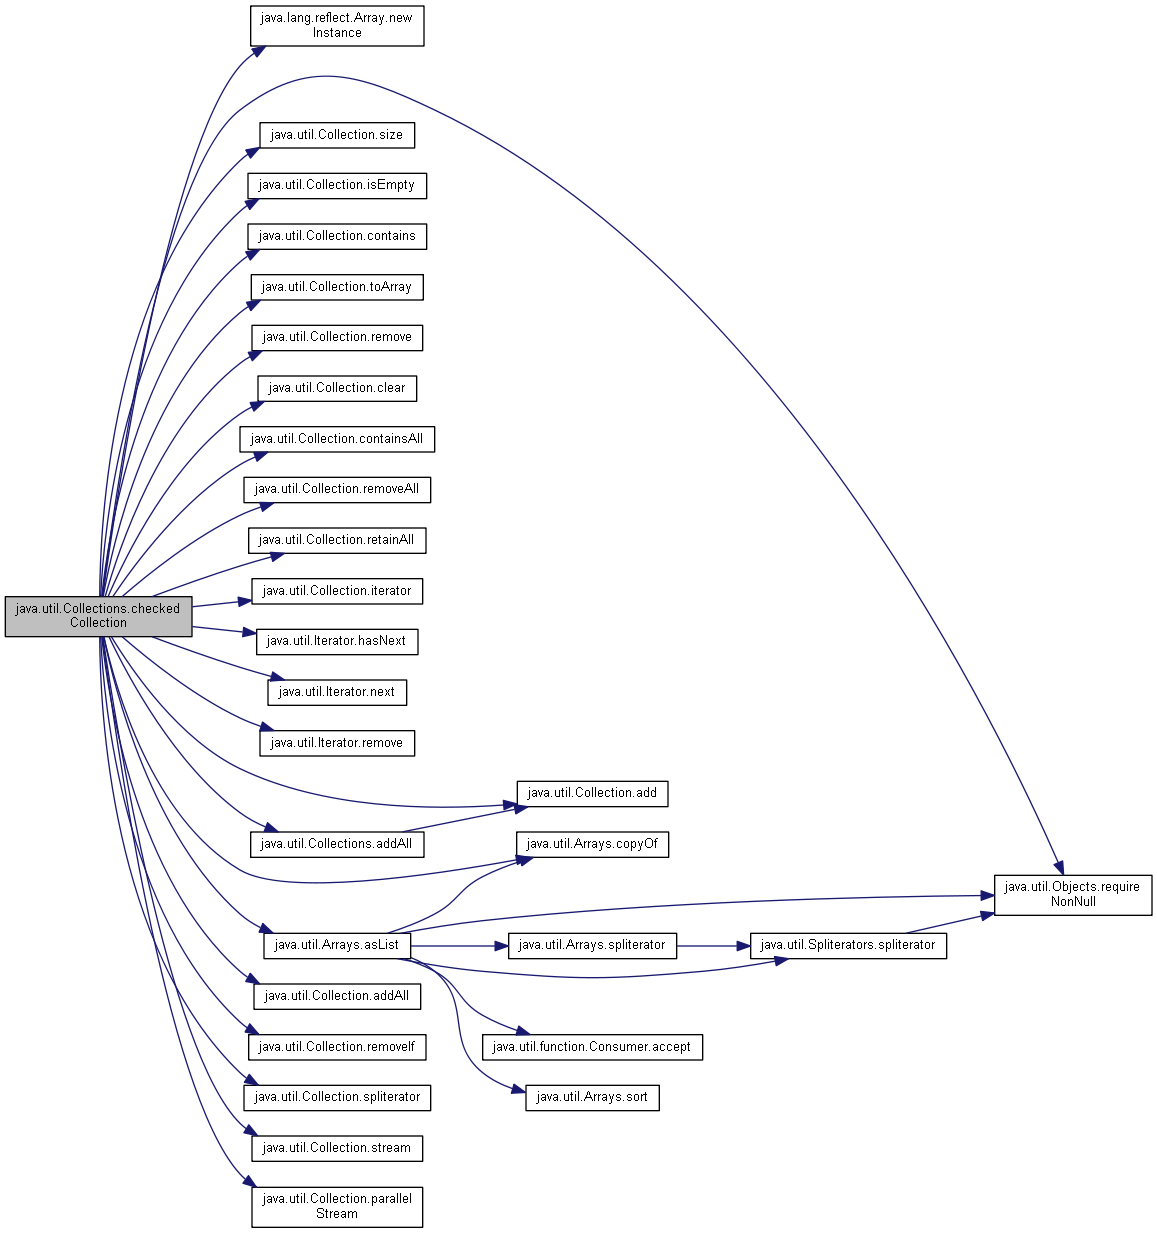 java.lang.reflect.Array.new
Instance
java.util.Collection.size
java.util.Collection.isEmpty
java.util.Collection.contains
java.util.Collection.toArray
java.util.Collection.remove
java.util.Collection.clear
java.util.Collection.containsAll
java.util.Collection.removeAll
java.util.Collection.retainAll
java.util.Collection.iterator
java.util.Collections.checked
Collection
java.util.Iterator.hasNext
java.util.Iterator.next
java.util.Iterator.remove
java.util.Collection.add
java.util.Collections.addAll
java.util.Arrays.copyOf
java.util.Objects.require
NonNull
java.util.Arrays.asList
java.util.Arrays.spliterator
java.util.Spliterators.spliterator
java.util.Collection.addAll
java.util.Collection.removeIf
java.util.function.Consumer.accept
java.util.Collection.spliterator
java.util.Arrays.sort
java.util.Collection.stream
java.util.Collection.parallel
Stream